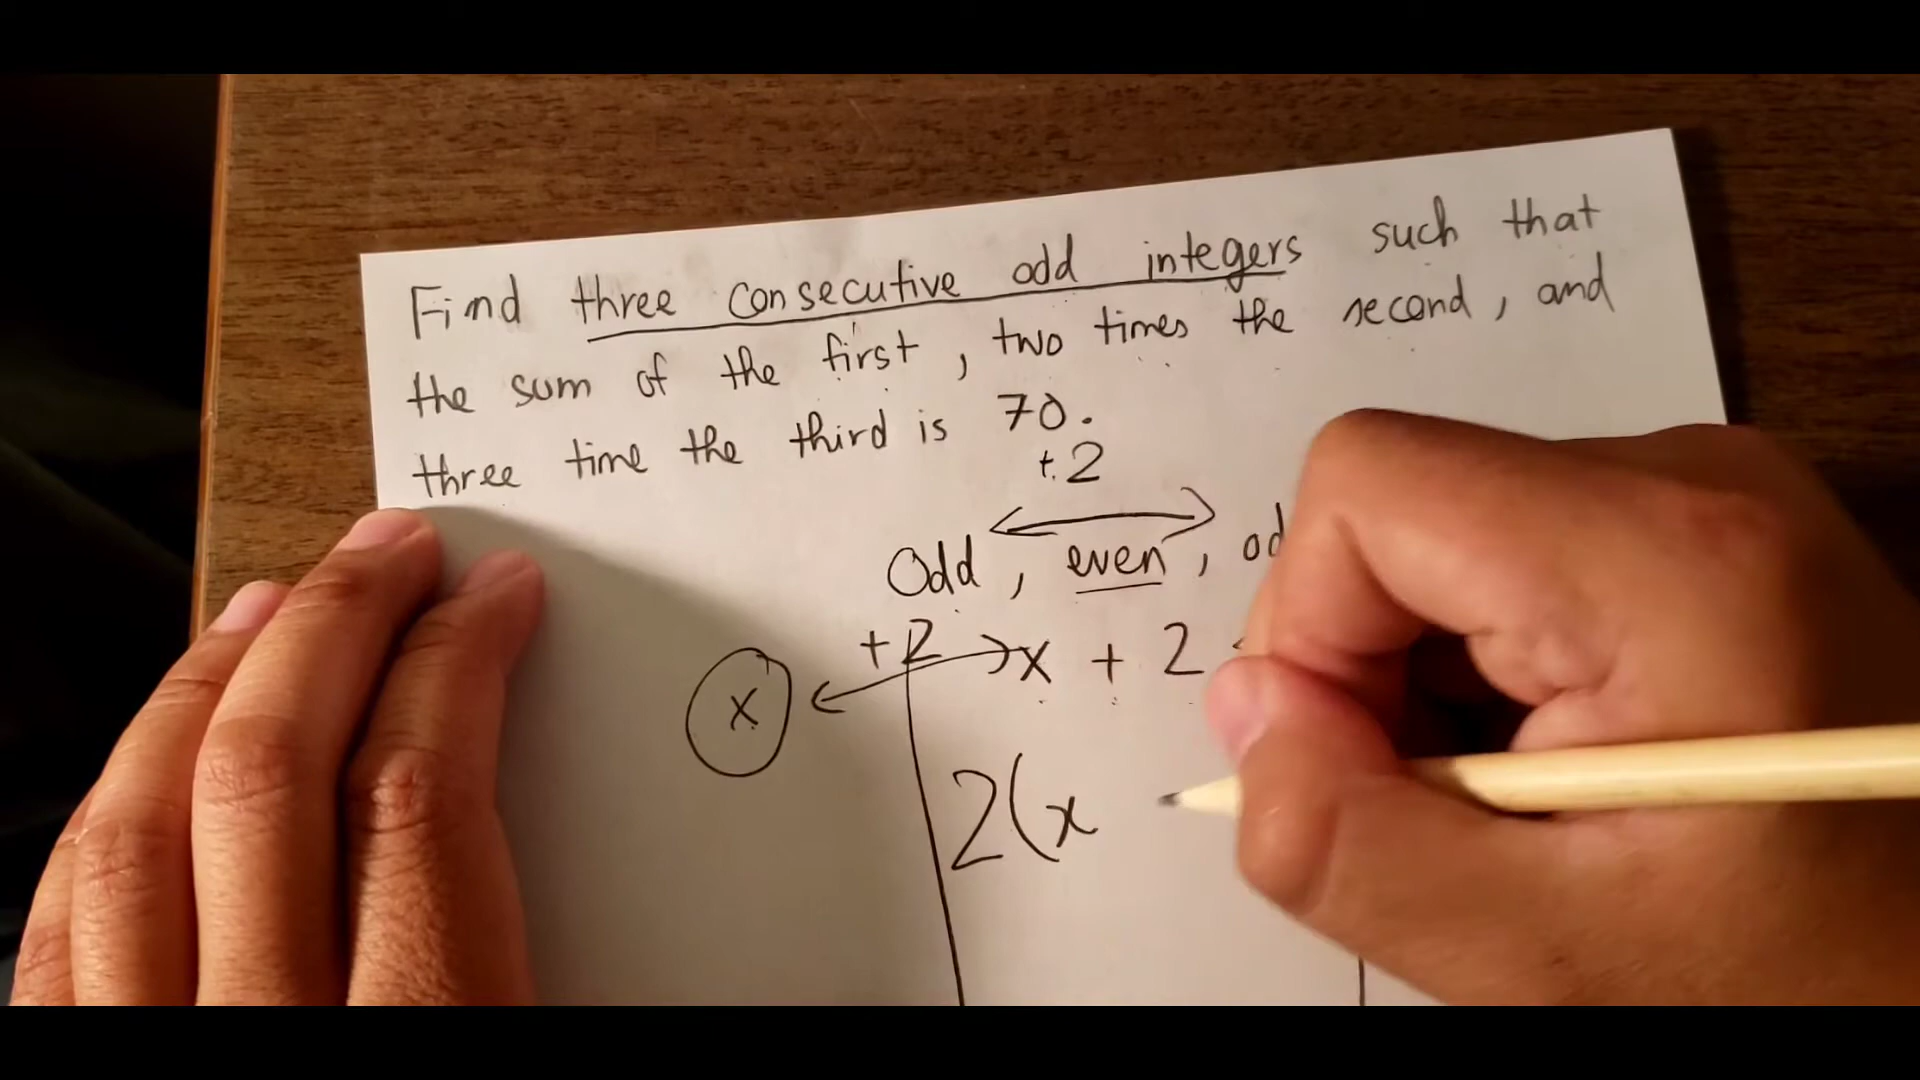 Find three consecutive odd integers such that
the sum of the first, two times the second, and
three time the third is 70.
+2
Odd, even,
+2 x + 2
x
2(x